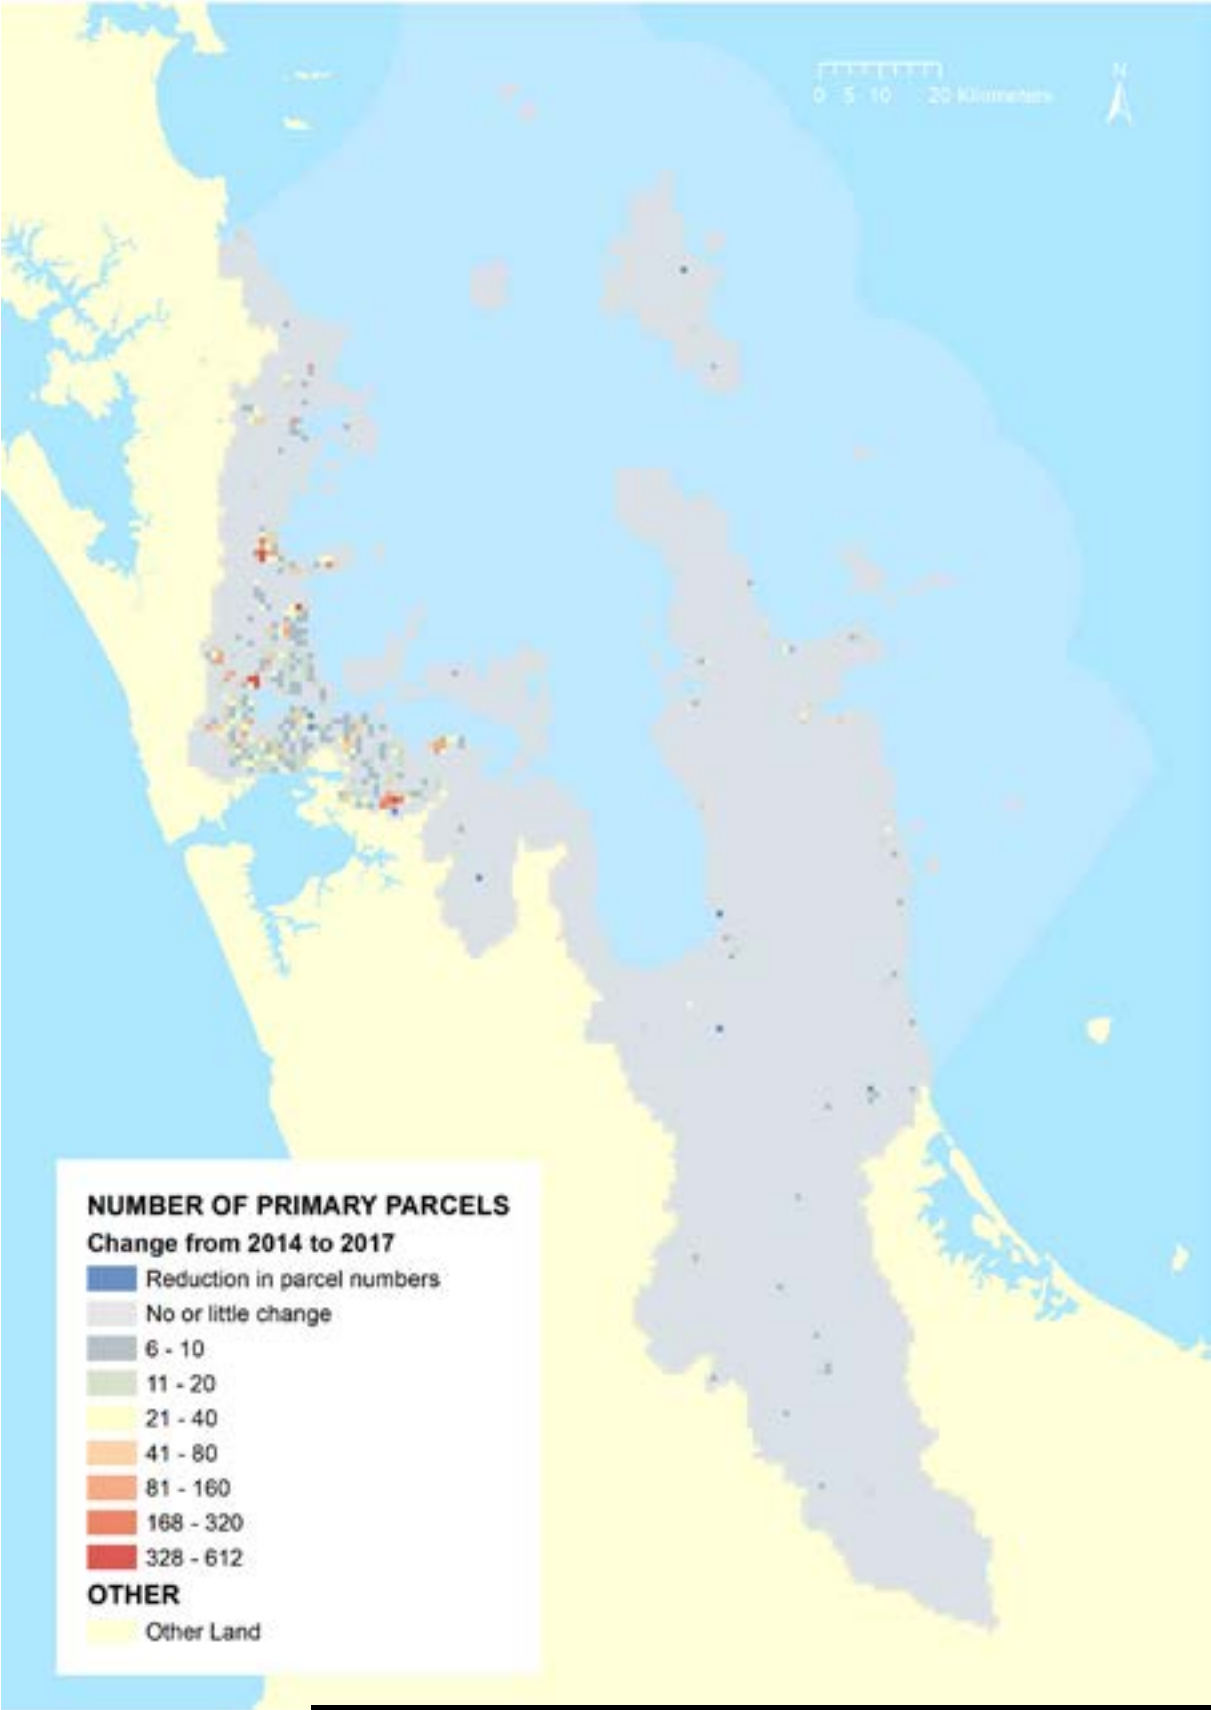 N
0 5 10 20 Kilometers
NUMBER OF PRIMARY PARCELS
Change from 2014 to 2017
Reduction in parcel numbers
No or little change
6 - 10
11 - 20
21 - 40
41 - 80
81 - 160
168 - 320
328 - 612
OTHER
Other Land